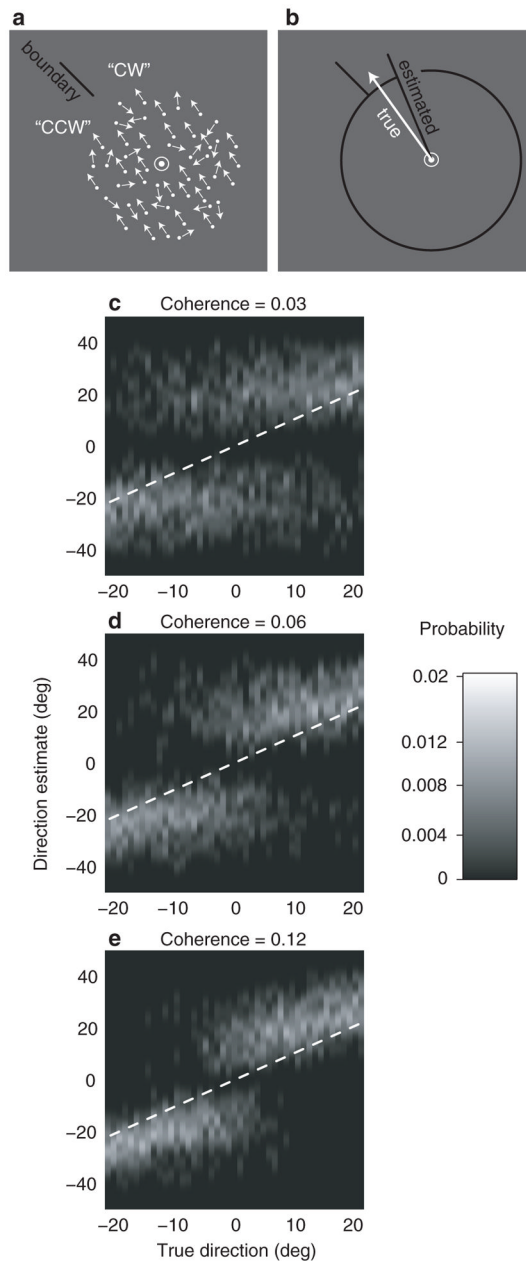 a
boundary
“CW”
“CCW”
b
estimated
true
c Coherence = 0.03
40
20
0
−20
−40
−20 −10 0 10 20
d Coherence = 0.06
40
20
0
−20
−40
−20 −10 0 10 20
Direction estimate (deg)
Probability
0.02
0.012
0.008
0.004
0
e Coherence = 0.12
40
20
0
−20
−40
−20 −10 0 10 20
True direction (deg)